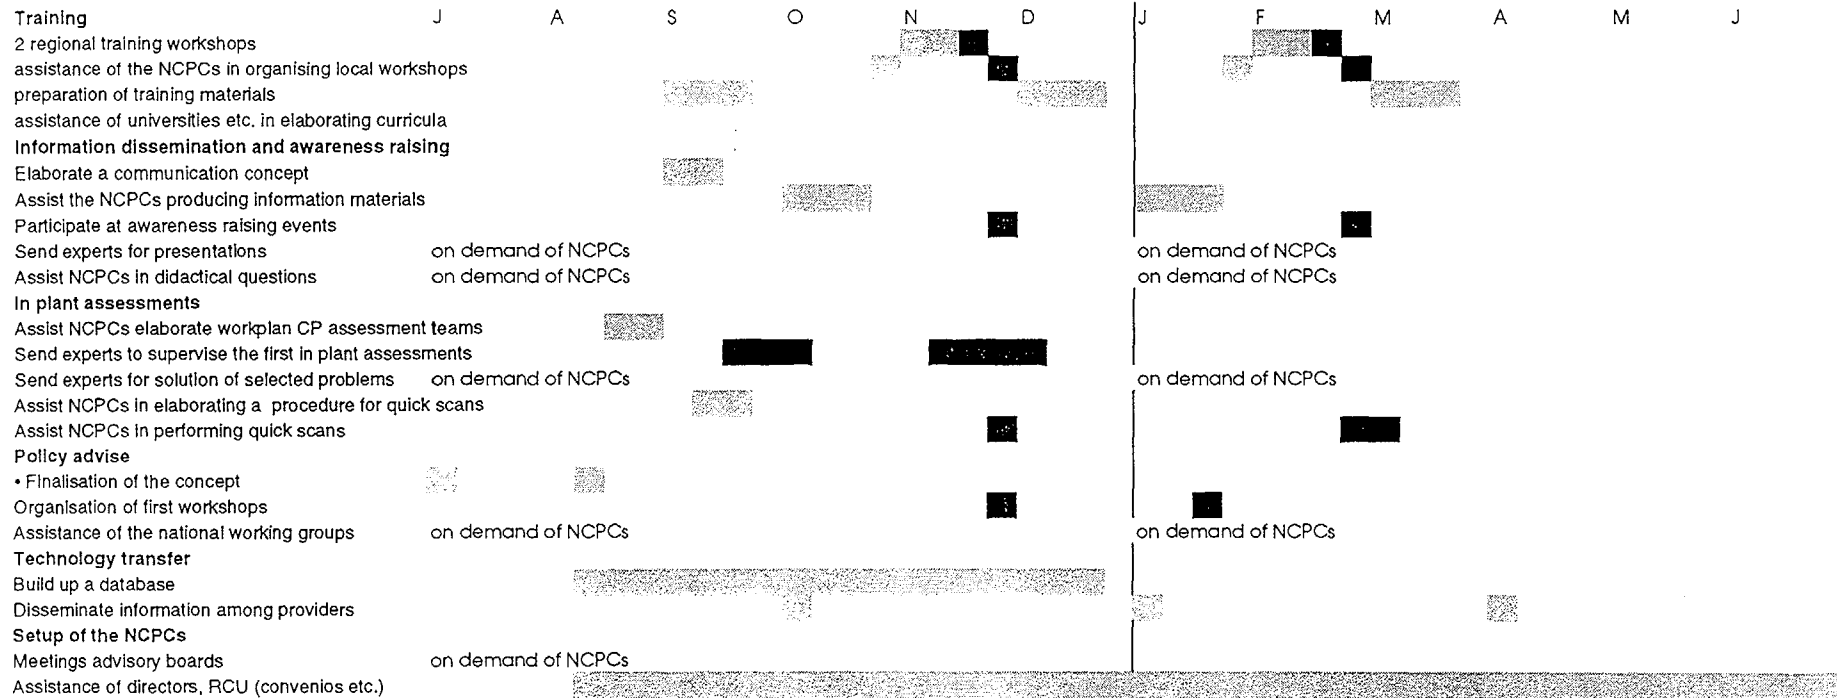 Training J A S O N D J F M A M J
2 regional training workshops
assistance of the NCPCs in organising local workshops
preparation of training materials
assistance of universities etc. in elaborating curricula
Information dissemination and awareness raising
Elaborate a communication concept
Assist the NCPCs producing information materials
Participate at awareness raising events
Send experts for presentations on demand of NCPCs on demand of NCPCs
Assist NCPCs in didactical questions on demand of NCPCs on demand of NCPCs
In plant assessments
Assist NCPCs elaborate workplan CP assessment teams
Send experts to supervise the first in plant assessments
Send experts for solution of selected problems on demand of NCPCs on demand of NCPCs
Assist NCPCs in elaborating a procedure for quick scans
Assist NCPCs in performing quick scans
Policy advise
• Finalisation of the concept
Organisation of first workshops
Assistance of the national working groups on demand of NCPCs on demand of NCPCs
Technology transfer
Build up a database
Disseminate information among providers
Setup of the NCPCs
Meetings advisory boards on demand of NCPCs
Assistance of directors, RCU (convenios etc.)